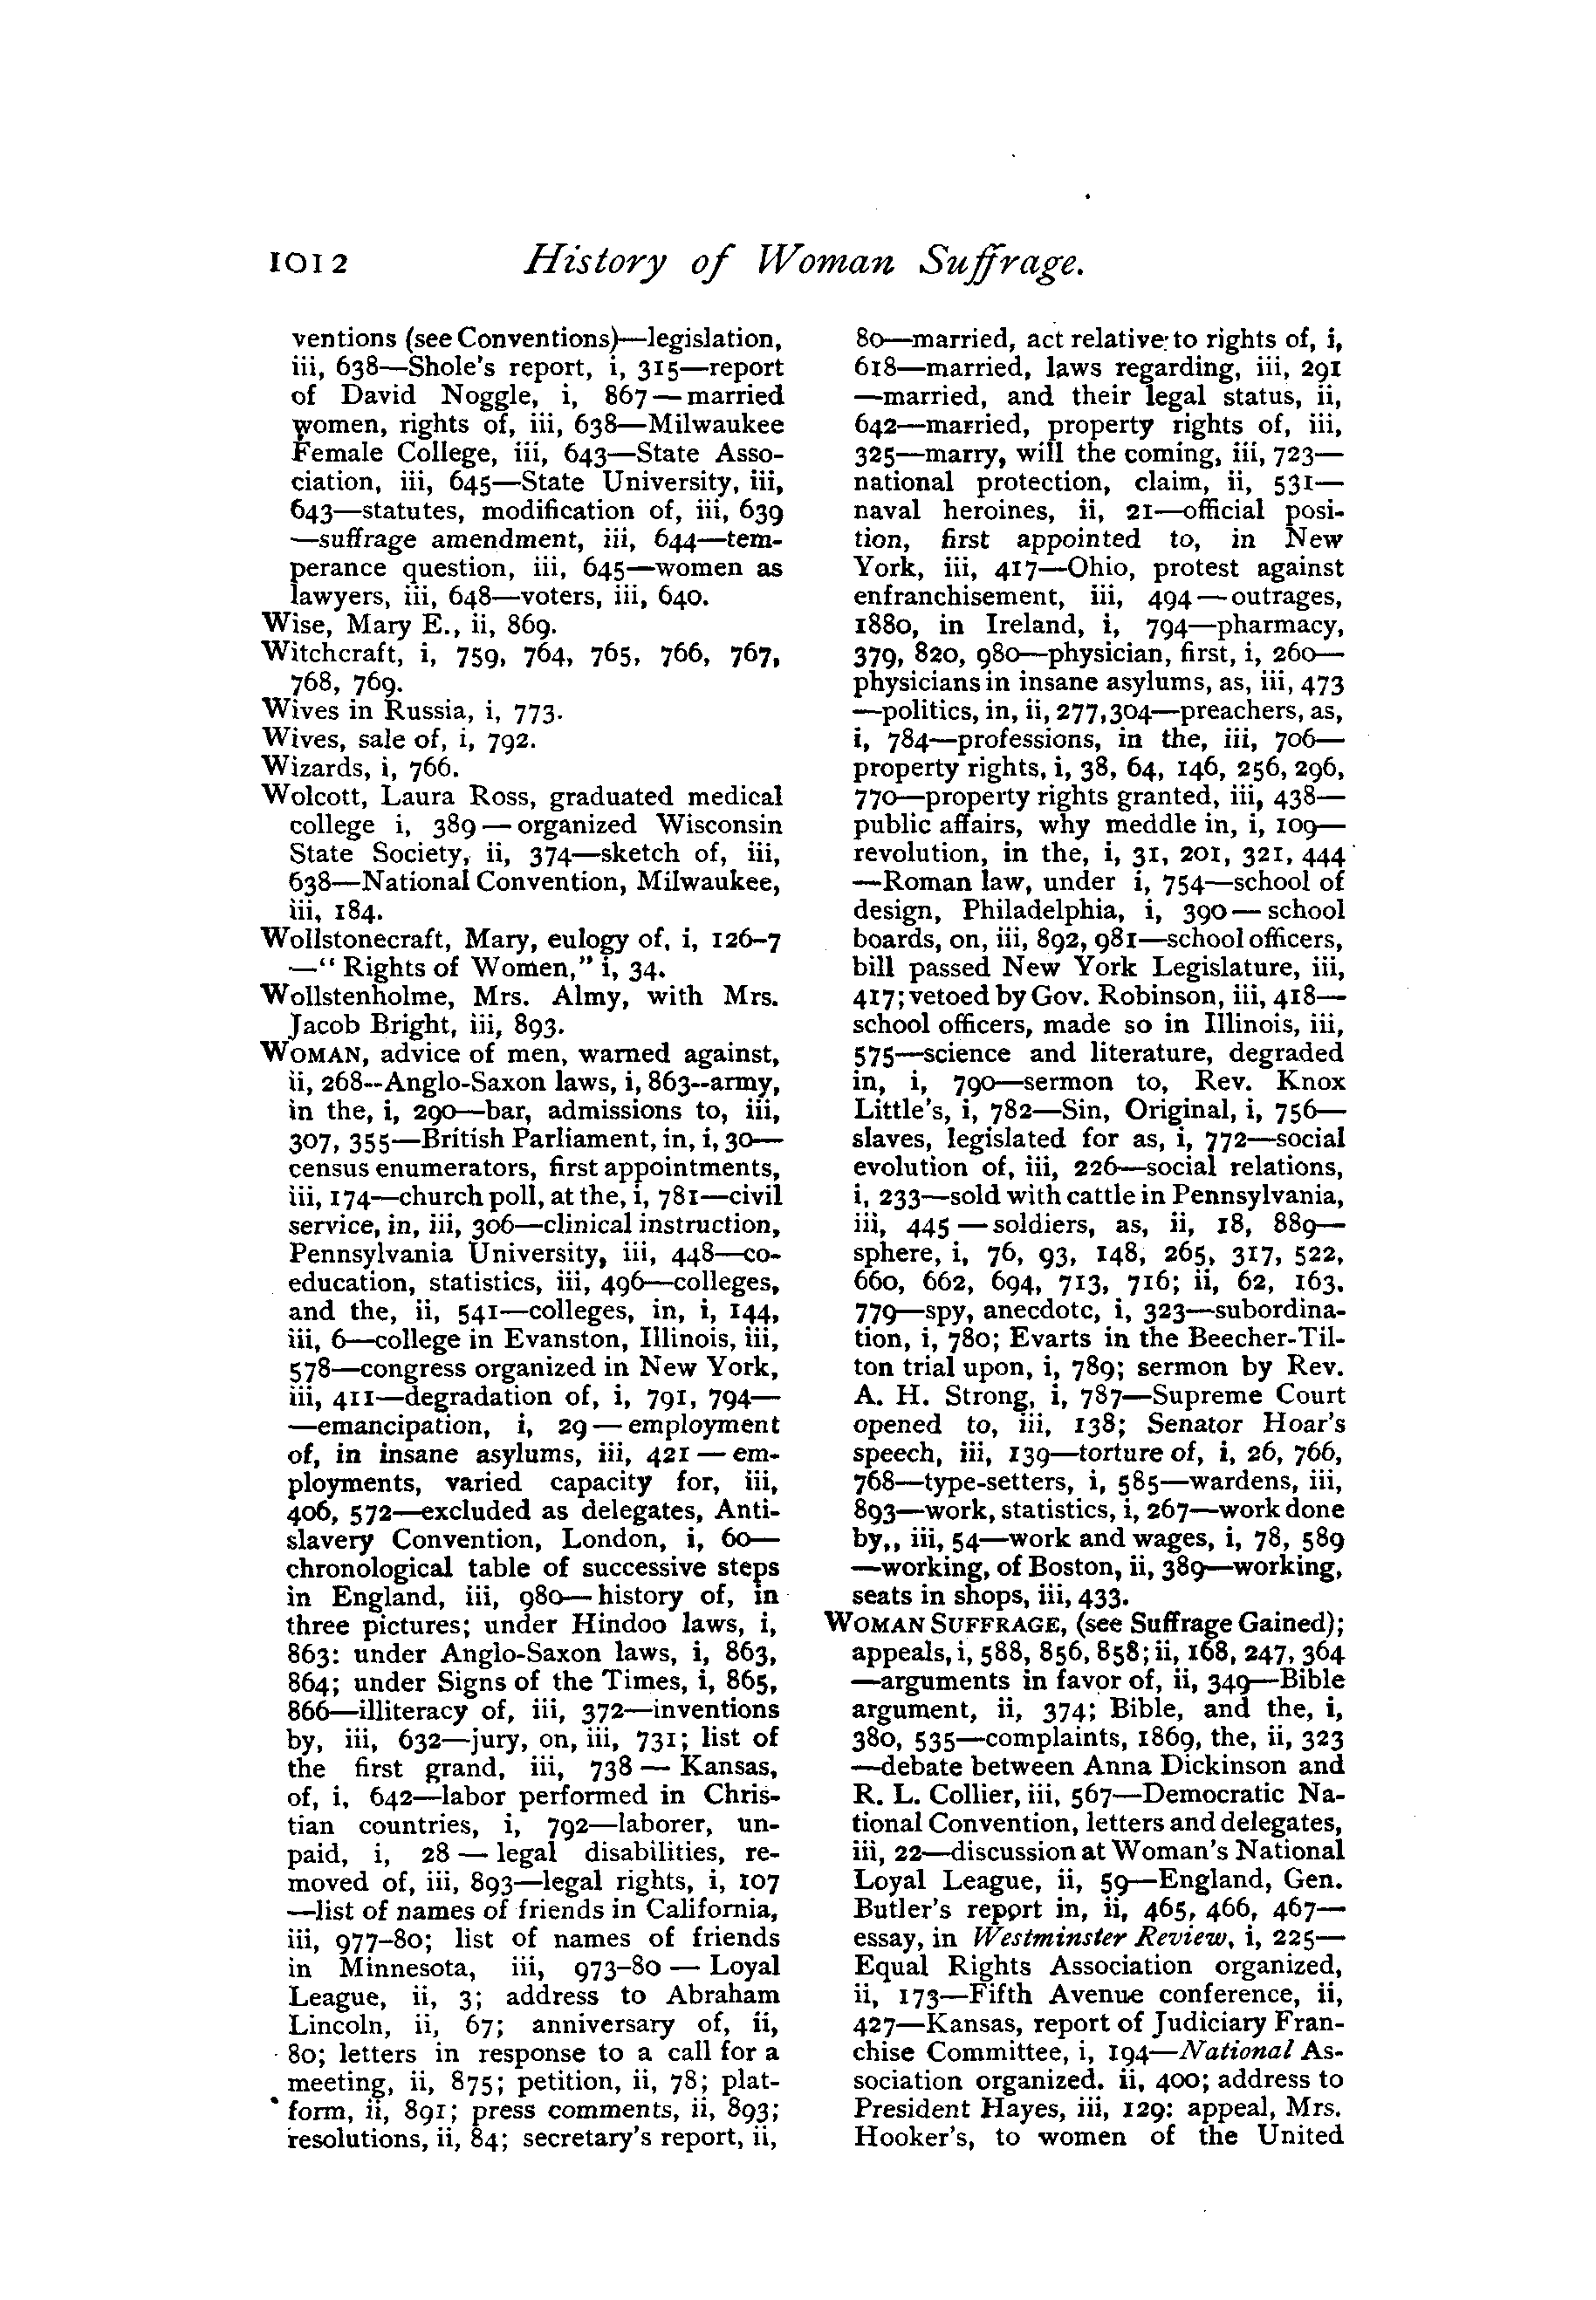 1012 History of Woman Suffrage.
ventions (see Conventions)—legislation,
iii, 638—Shole's report, i, 315—report
of David Noggle, i, 867—married
women, rights of, iii, 638—Milwaukee
Female College, iii, 643—State Asso-
ciation, iii, 645—State University, iii,
643—statutes, modification of, iii, 639
—suffrage amendment, iii, 644—tem-
perance question, iii, 645—women as
lawyers, iii, 648—voters, iii, 640.
Wise, Mary E., ii, 869.
Witchcraft, i, 759, 764, 765, 766, 767,
768, 769.
Wives in Russia, i, 773.
Wives, sale of, i, 792.
Wizards, i, 766.
Wolcott, Laura Ross, graduated medical
college i, 389—organized Wisconsin
State Society, ii, 374—sketch of, iii,
638—National Convention, Milwaukee,
iii, 184.
Wollstonecraft, Mary, eulogy of, i, 126-7
—" Rights of Women," i, 34.
Wollstenholme, Mrs. Almy, with Mrs.
Jacob Bright, iii, 893.
WOMAN, advice of men, warned against,
ii, 268--Anglo-Saxon laws, i, 863--army,
in the, i, 290—bar, admissions to, iii,
307, 355—British Parliament, in, i, 30—
census enumerators, first appointments,
iii, 174—church poll, at the, i, 781—civil
service, in, iii, 306—clinical instruction,
Pennsylvania University, iii, 448—co-
education, statistics, iii, 496—colleges,
and the, ii, 541—colleges, in, i, 144,
iii, 6—college in Evanston, Illinois, iii,
578—congress organized in New York,
iii, 411—degradation of, i, 791, 794—
—emancipation, i, 29—employment
of, in insane asylums, iii, 421—em-
ployments, varied capacity for, iii,
406, 572—excluded as delegates, Anti-
slavery Convention, London, i, 60—
chronological table of successive steps
in England, iii, 980—history of, in
three pictures; under Hindoo laws, i,
863: under Anglo-Saxon laws, i, 863,
864; under Signs of the Times, i, 865,
866—illiteracy of, iii, 372—inventions
by, iii, 632—jury, on, iii, 731; list of
the first grand, iii, 738—Kansas,
of, i, 642—labor performed in Chris-
tian countries, i, 792—laborer, un-
paid, i, 28—legal disabilities, re-
moved of, iii, 893—legal rights, i, 107
—list of names of friends in California,
iii, 977-80; list of names of friends
in Minnesota, iii, 973-80—Loyal
League, ii, 3; address to Abraham
Lincoln, ii, 67; anniversary of, ii,
80; letters in response to a call for a
meeting, ii, 875; petition, ii, 78; plat-
form, ii, 891; press comments, ii, 893;
resolutions, ii, 84; secretary's report, ii,
80—married, act relative to rights of, i,
618—married, laws regarding, iii, 291
—married, and their legal status, ii,
642—married, property rights of, iii,
325—marry, will the coming, iii, 723—
national protection, claim, ii, 531—
naval heroines, ii, 21—official posi-
tion, first appointed to, in New
York, iii, 417—Ohio, protest against
enfranchisement, iii, 494—outrages,
1880, in Ireland, i, 794—pharmacy,
379, 820, 980—physician, first, i, 260—
physicians in insane asylums, as, iii, 473
—politics, in, ii, 277, 304—preachers, as,
i, 784—professions, in the, iii, 706—
property rights, i, 38, 64, 146, 256, 296,
770—property rights granted, iii, 438—
public affairs, why meddle in, i, 109—
revolution, in the, i, 31, 201, 321, 444
—Roman law, under i, 754—school of
design, Philadelphia, i, 390—school
boards, on, iii, 892, 981—school officers,
bill passed New York Legislature, iii,
417; vetoed by Gov. Robinson, iii, 418—
school officers, made so in Illinois, iii,
575—science and literature, degraded
in, i, 790—sermon to, Rev. Knox
Little's, i, 782—Sin, Original, i, 756—
slaves, legislated for as, i, 772—social
evolution of, iii, 226—social relations,
i, 233—sold with cattle in Pennsylvania,
iii, 445—soldiers, as, ii, 18, 889—
sphere, i, 76, 93, 148, 265, 317, 522,
660, 662, 694, 713, 716; ii, 62, 163,
779—spy, anecdote, i, 323—subordina-
tion, i, 780; Evarts in the Beecher-Til-
ton trial upon, i, 789; sermon by Rev.
A. H. Strong, i, 787—Supreme Court
opened to, iii, 138; Senator Hoar's
speech, iii, 139—torture of, i, 26, 766,
768—type-setters, i, 585—wardens, iii,
893—work, statistics, i, 267—work done
by,, iii, 54—work and wages, i, 78, 589
—working, of Boston, ii, 389—working,
seats in shops, iii, 433.
WOMAN SUFFRAGE, (see Suffrage Gained);
appeals, i, 588, 856, 858; ii, 168, 247, 364
—arguments in favor of, ii, 349—Bible
argument, ii, 374; Bible, and the, i,
380, 535—complaints, 1869, the, ii, 323
—debate between Anna Dickinson and
R. L. Collier, iii, 567—Democratic Na-
tional Convention, letters and delegates,
iii, 22—discussion at Woman's National
Loyal League, ii, 59—England, Gen.
Butler's report in, ii, 465, 466, 467—
essay, in Westminster Review, i, 225—
Equal Rights Association organized,
ii, 173—Fifth Avenue conference, ii,
427—Kansas, report of Judiciary Fran-
chise Committee, i, 194—National As-
sociation organized. ii, 400; address to
President Hayes, iii, 129: appeal, Mrs.
Hooker's, to women of the United